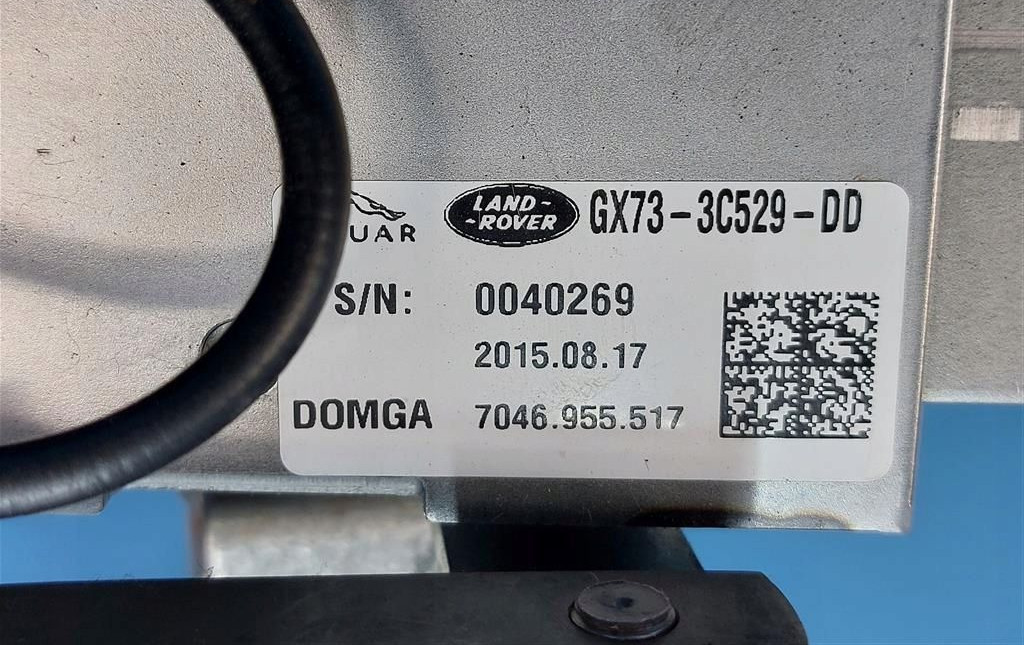 UAR LAND-ROVER GX73-3C529-DD
S/N: 0040269
2015.08.17
DOMGA 7046.955.517